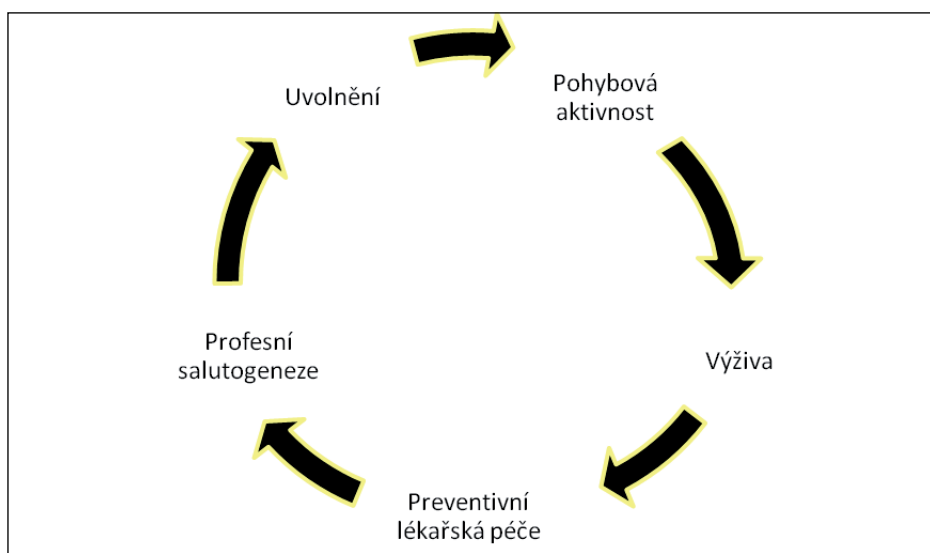 Uvolnění
Pohybová
aktivnost
Výživa
Preventivní
lékařská péče
Profesní
salutogeneze